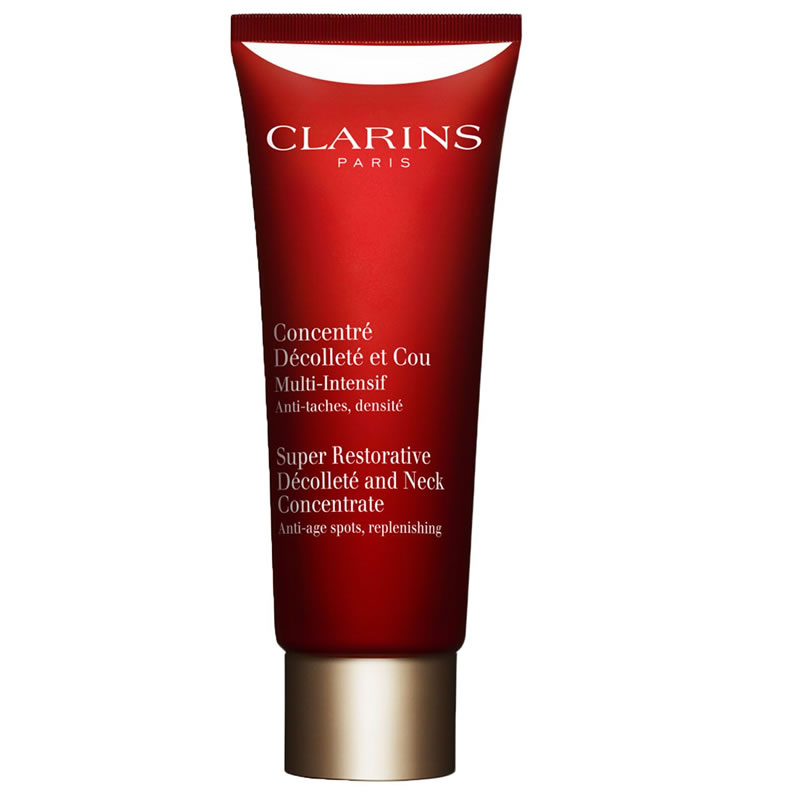 CLARINS
PARIS
Concentré
Décolleté et Cou
Multi-Intensif
Anti-taches, densité
Super Restorative
Décolleté and Neck
Concentrate
Anti-age spots, replenishing